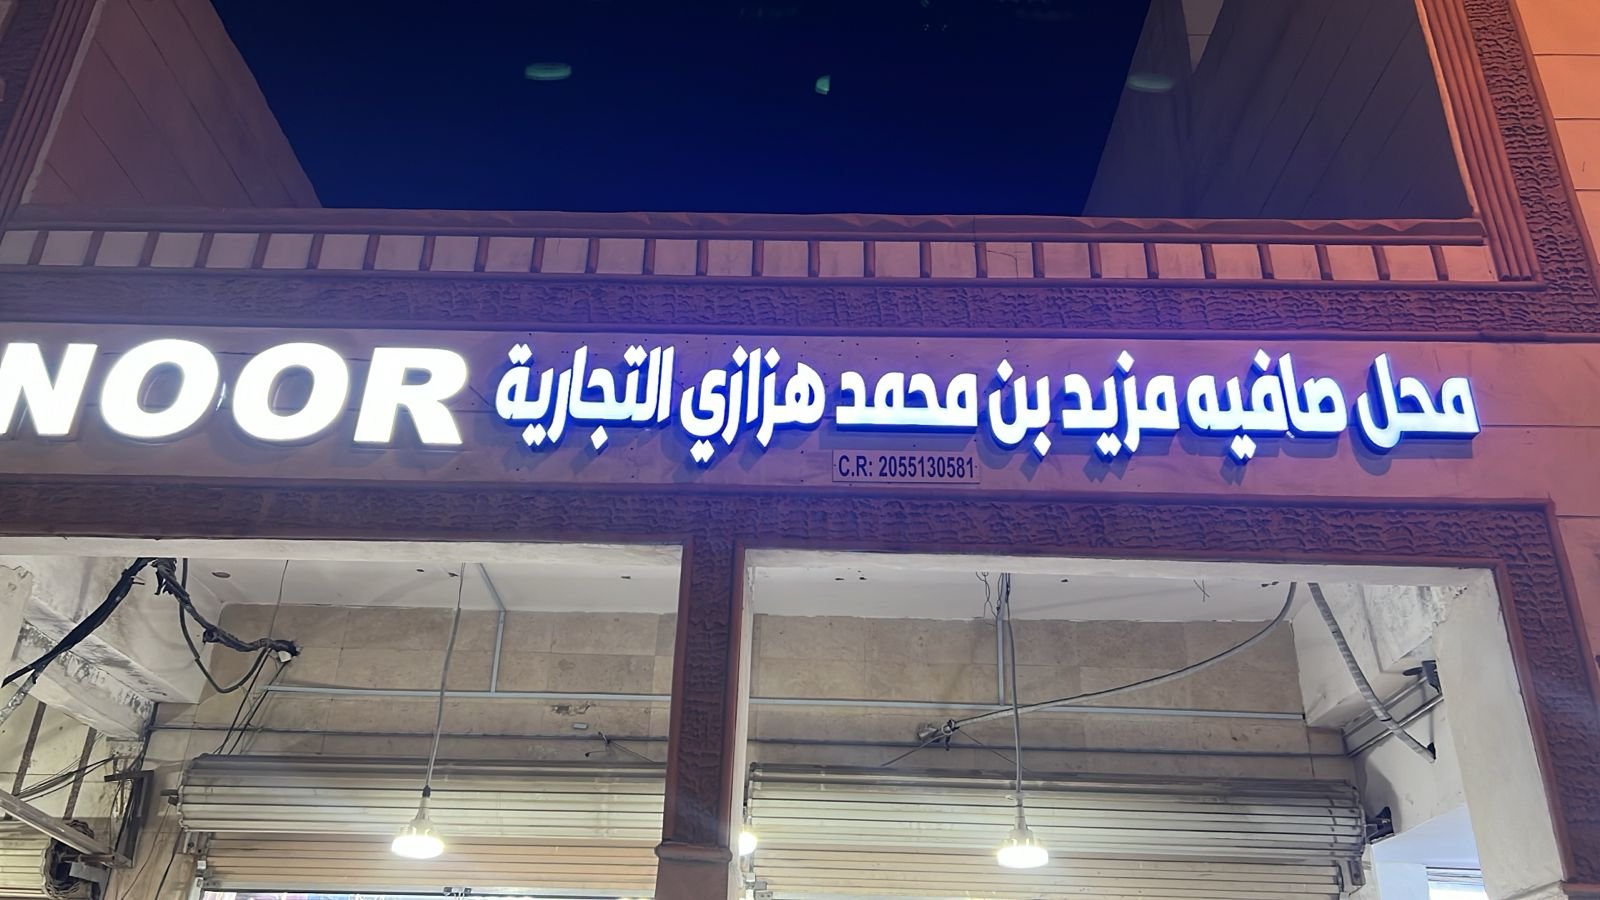 محل صافيه مزيد بن محمد هزازي التجارية
NOOR
C.R: 2055130581